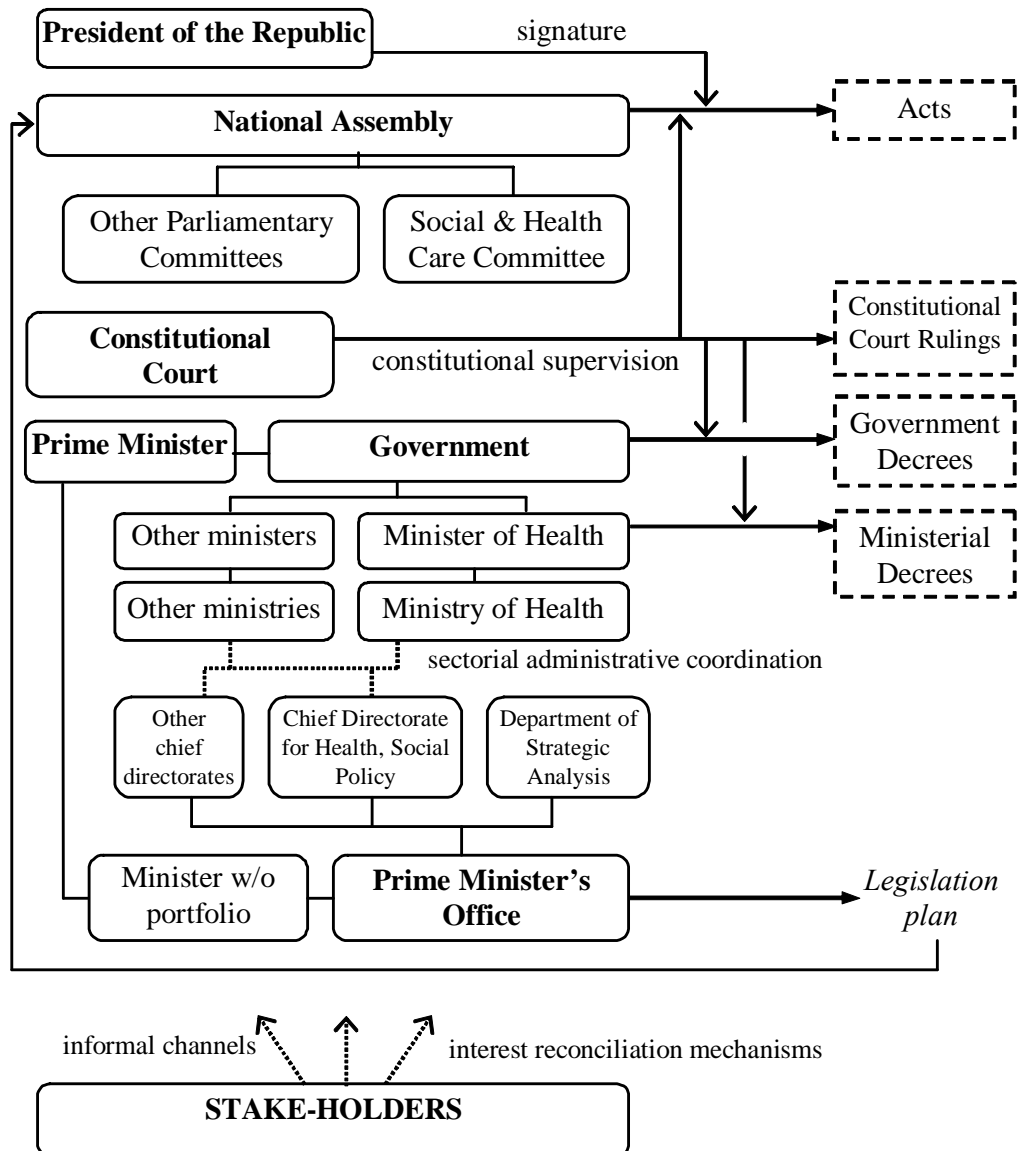 President of the Republic
signature
National Assembly
Acts
Other Parliamentary
Committees
Social & Health
Care Committee
Constitutional
Court
constitutional supervision
Constitutional
Court Rulings
Prime Minister
Government
Government
Decrees
Other ministers
Minister of Health
Ministerial
Decrees
Other ministries
Ministry of Health
sectorial administrative coordination
Other
chief
directorates
Chief Directorate
for Health, Social
Policy
Department of
Strategic
Analysis
Minister w/o
portfolio
Prime Minister’s
Office
Legislation
plan
informal channels
interest reconciliation mechanisms
STAKE-HOLDERS